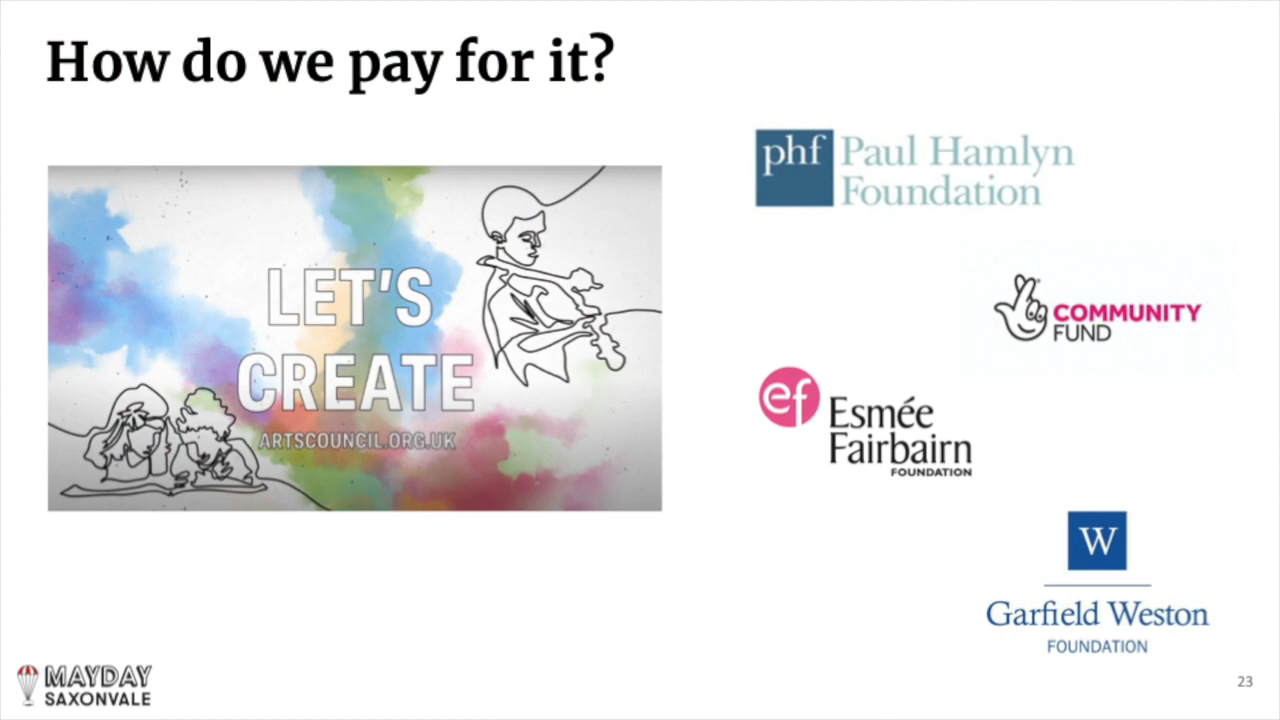 How do we pay for it?
LET'S
CREATE
ARTSCOUNCIL.ORG.UK
phf Paul Hamlyn
Foundation
COMMUNITY
FUND
ef Esmée
Fairbairn
FOUNDATION
W
Garfield Weston
FOUNDATION
MAYDAY
SAXONVALE
23